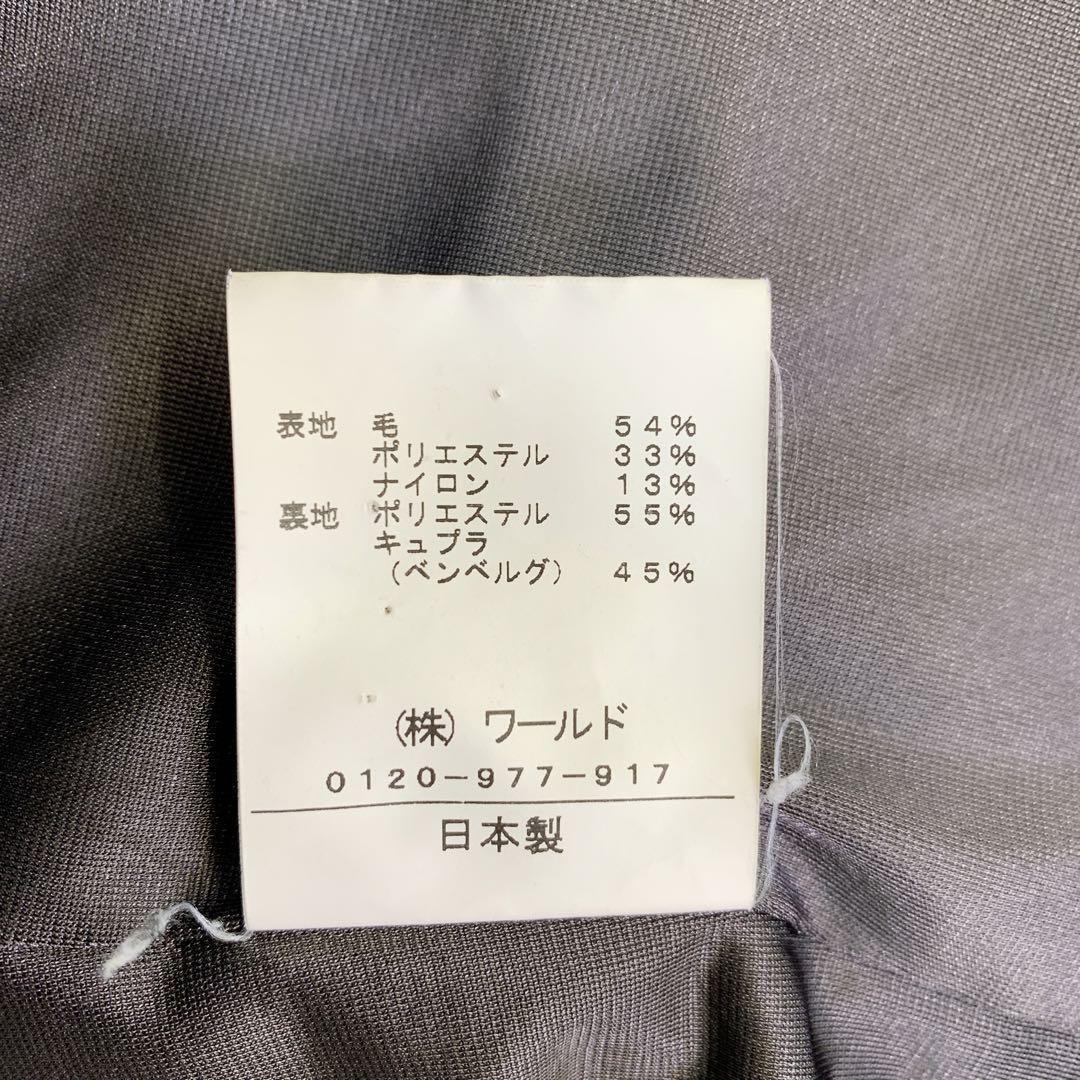 表地 毛 54%
ポリエステル 33%
ナイロン 13%
裏地 ポリエステル 55%
キュプラ
（ベンベルグ） 45%
（株） ワールド
0120-977-917
日本製